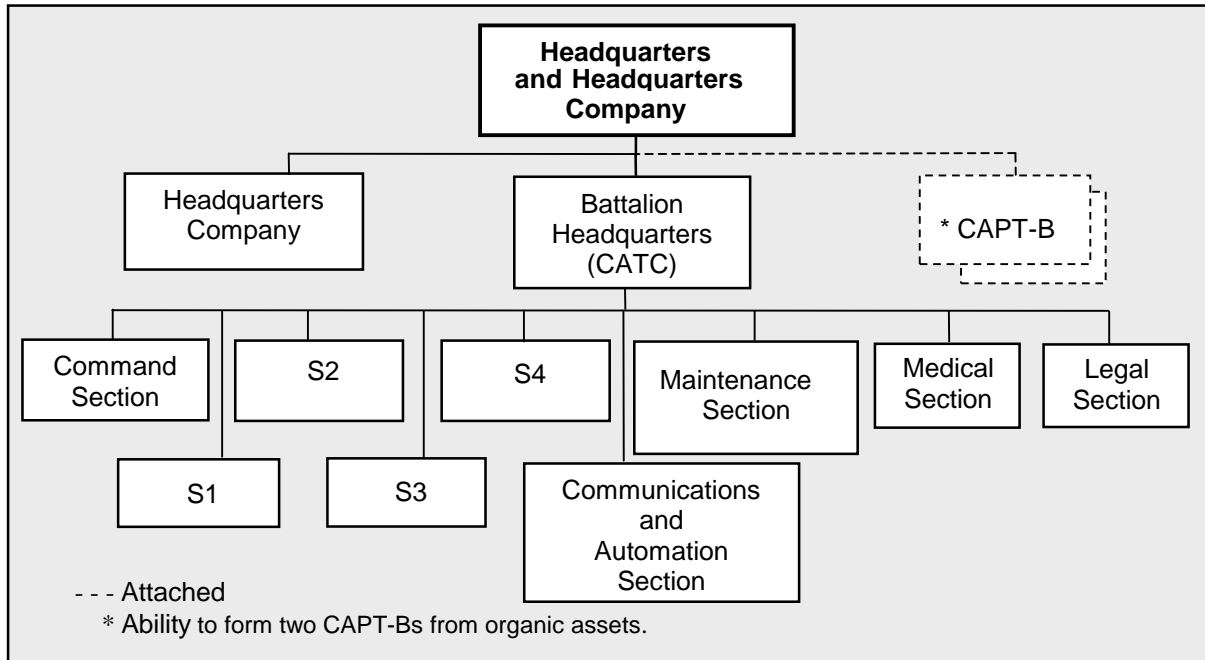 Headquarters
and Headquarters
Company
Headquarters
Company
Battalion
Headquarters
(CATC)
* CAPT-B
Command
Section
S2
S4
Maintenance
Section
Medical
Section
Legal
Section
S1
S3
Communications
and
Automation
Section
- - - Attached
* Ability to form two CAPT-Bs from organic assets.